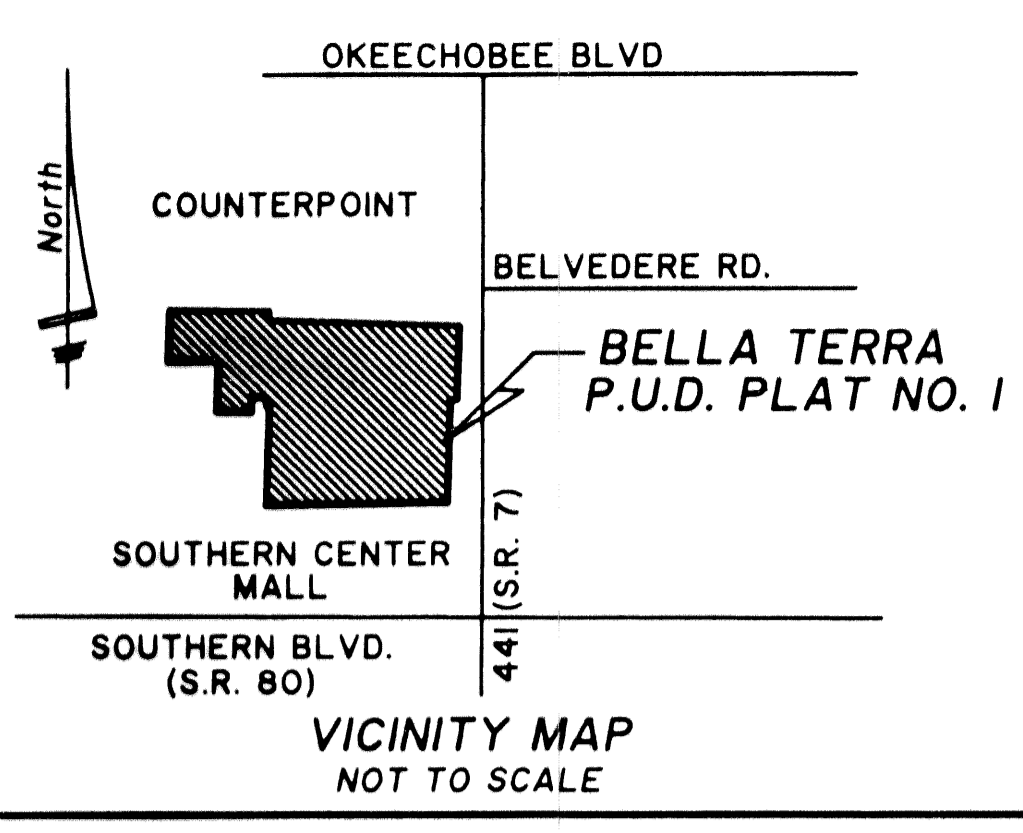 OKEECHOBEE BLVD
North
COUNTERPOINT
BELVEDERE RD.
BELLA TERRA
P.U.D. PLAT NO. 1
441 (S.R. 7)
SOUTHERN CENTER
MALL
SOUTHERN BLVD.
(S.R. 80)
VICINITY MAP
NOT TO SCALE